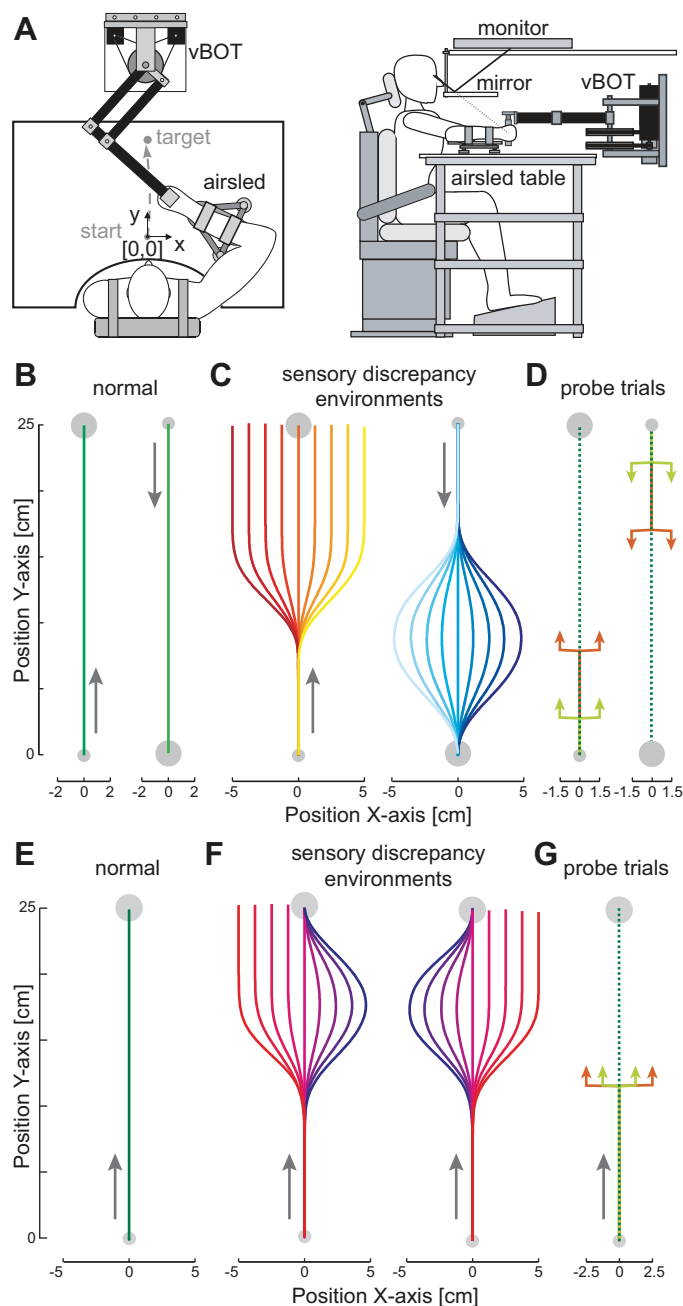 A
vBOT
target
airsled
y
start
x
[0,0]
monitor
mirror
vBOT
airsled table
B
normal
C
sensory discrepancy
environments
D
probe trials
25
Position Y-axis [cm]
0
-2 0 2 -2 0 2
-5 0 5 -5 0 5
-1.5 0 1.5 -1.5 0 1.5
Position X-axis [cm]
E
normal
F
sensory discrepancy
environments
G
probe trials
25
Position Y-axis [cm]
0
-5 0 5
-5 0 5 -5 0 5
-2.5 0 2.5
Position X-axis [cm]